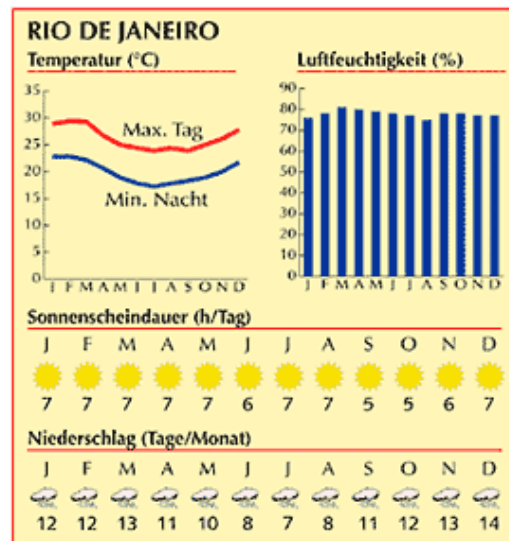 RIO DE JANEIRO
Temperatur (°C)
Luftfeuchtigkeit (%)
35
30
25
20
15
10
5
0
Max. Tag
Min. Nacht
J F M A M J J A S O N D
90
80
70
60
50
40
30
20
10
0
J F M A M J J A S O N D
Sonnenscheindauer (h/Tag)
J F M A M J J A S O N D
7 7 7 7 7 6 7 7 5 5 6 7
Niederschlag (Tage/Monat)
J F M A M J J A S O N D
12 12 13 11 10 8 7 8 11 12 13 14